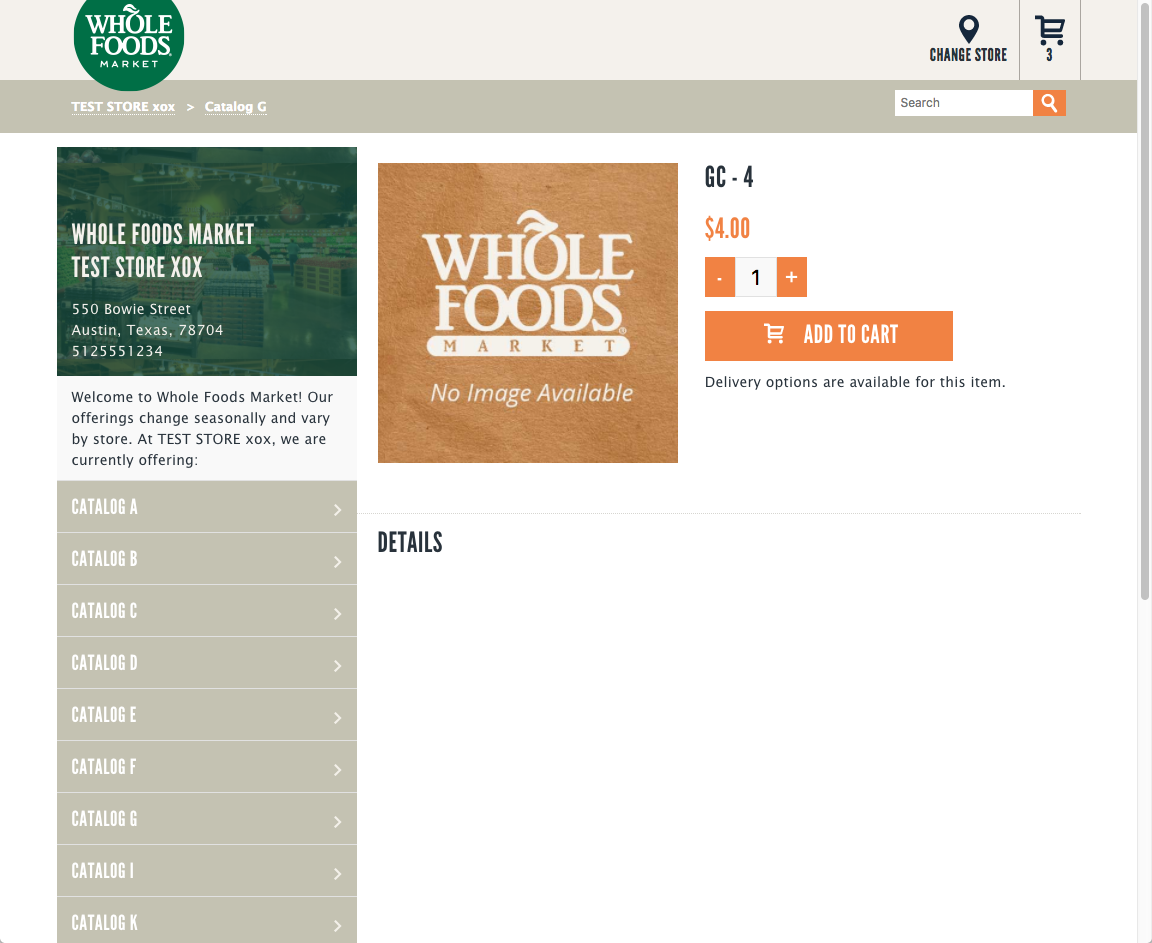 WHOLE
FOODS
MARKET
CHANGE STORE
3
TEST STORE xox > Catalog G
Search
WHOLE FOODS MARKET
TEST STORE XOX
550 Bowie Street
Austin, Texas, 78704
5125551234
Welcome to Whole Foods Market! Our
offerings change seasonally and vary
by store. At TEST STORE xox, we are
currently offering:
CATALOG A
CATALOG B
CATALOG C
CATALOG D
CATALOG E
CATALOG F
CATALOG G
CATALOG I
CATALOG K
WHOLE
FOODS®
MARKET
No Image Available
GC - 4
$4.00
- 1 +
ADD TO CART
Delivery options are available for this item.
DETAILS